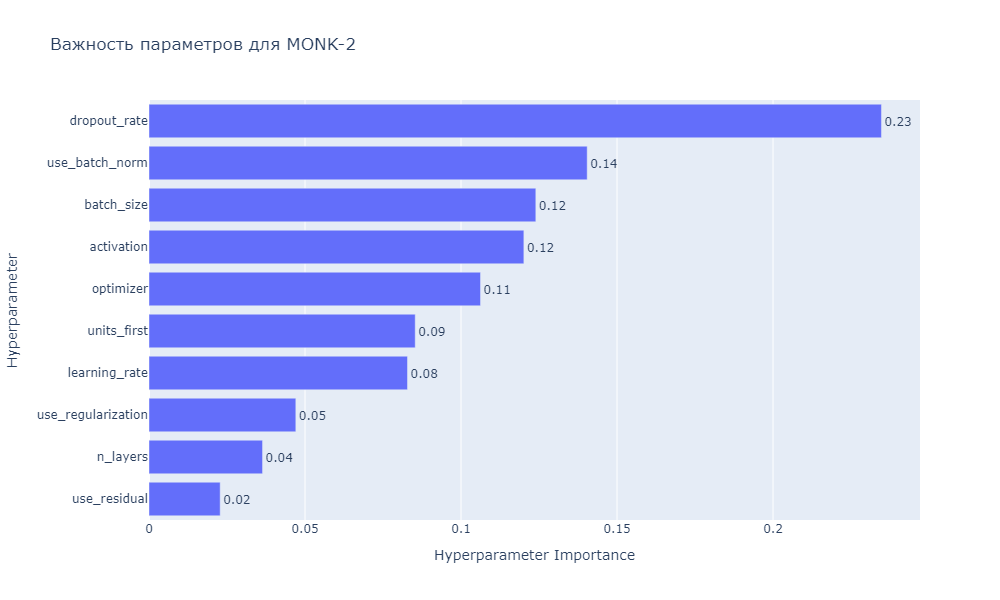 Важность параметров для MONK-2
Hyperparameter
dropout_rate 0.23
use_batch_norm 0.14
batch_size 0.12
activation 0.12
optimizer 0.11
units_first 0.09
learning_rate 0.08
use_regularization 0.05
n_layers 0.04
use_residual 0.02
0 0.05 0.1 0.15 0.2
Hyperparameter Importance